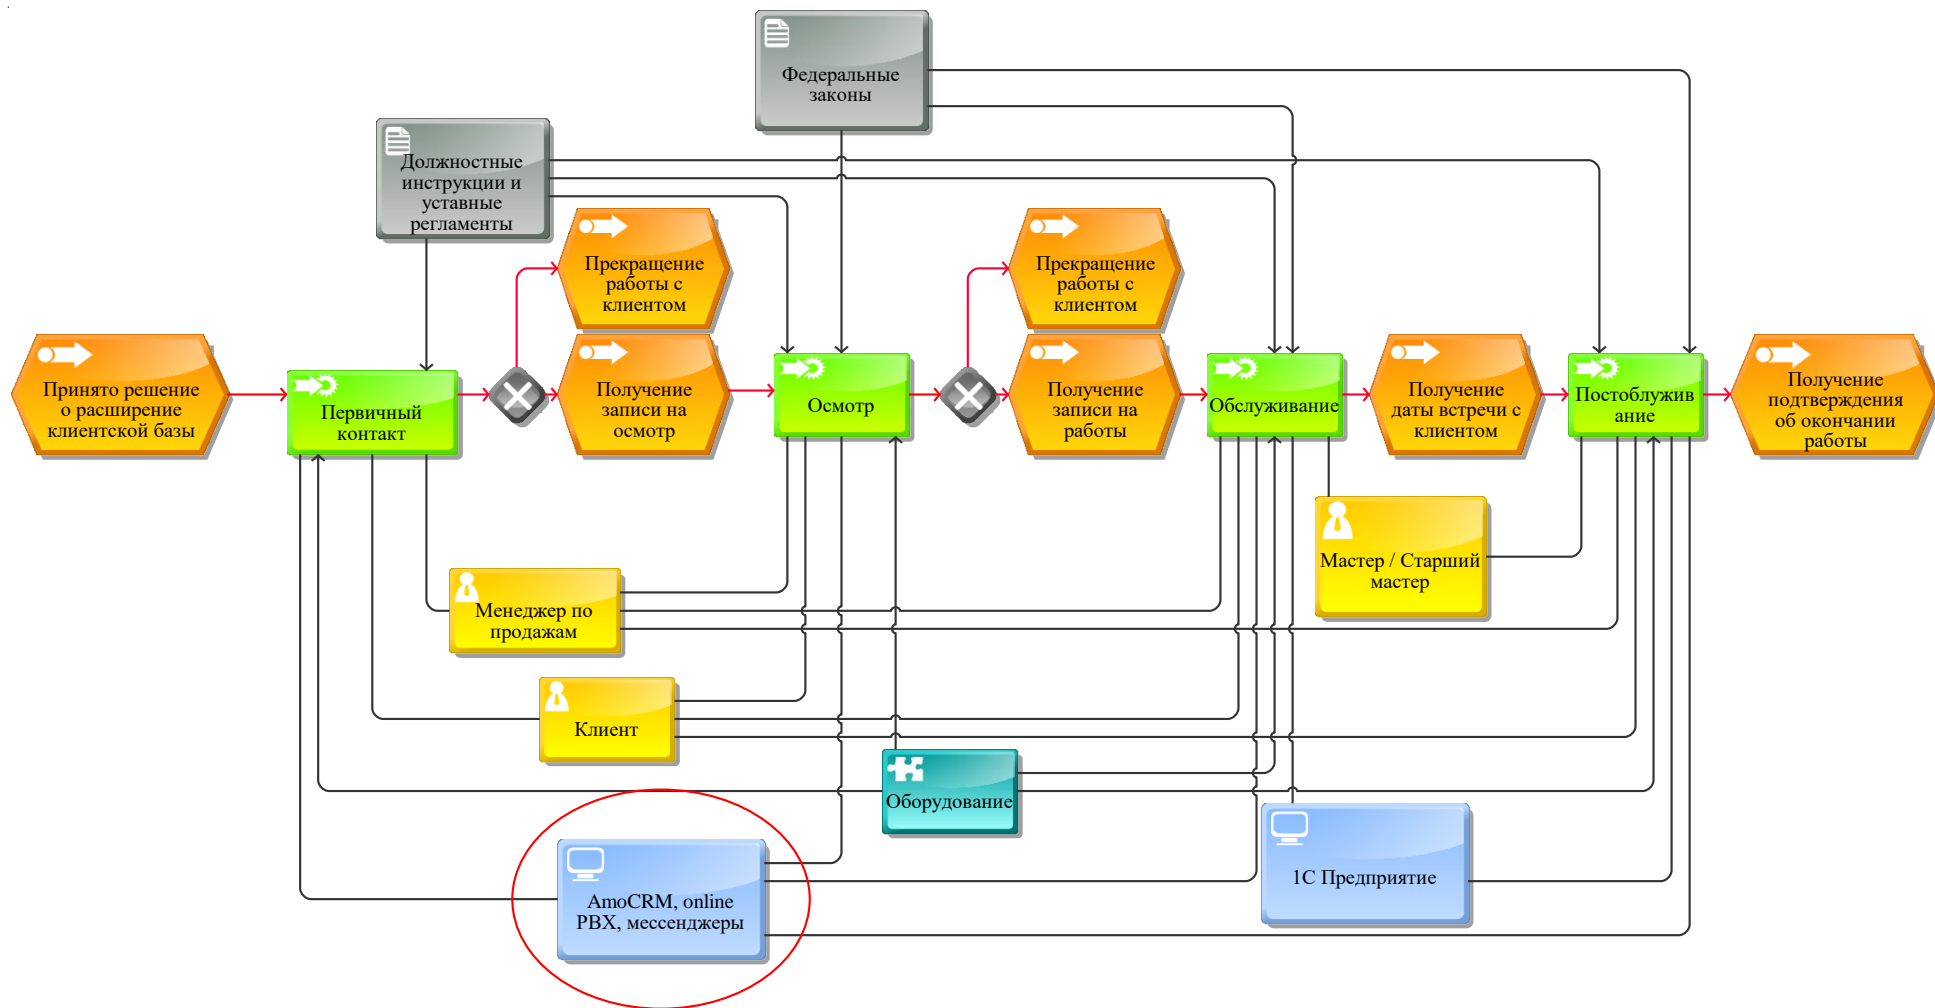 Федеральные
законы
Должностные
инструкции и
уставные
регламенты
Прекращение
работы с
клиентом
Прекращение
работы с
клиентом
Принято решение
о расширение
клиентской базы
Первичный
контакт
Получение
записи на
осмотр
Осмотр
Получение
записи на
работы
Обслуживание
Получение
даты встречи с
клиентом
Постоблужив
ание
Получение
подтверждения
об окончании
работы
Мастер / Старший
мастер
Менеджер по
продажам
Клиент
Оборудование
AmoCRM, online
PBX, мессенджеры
1С Предприятие